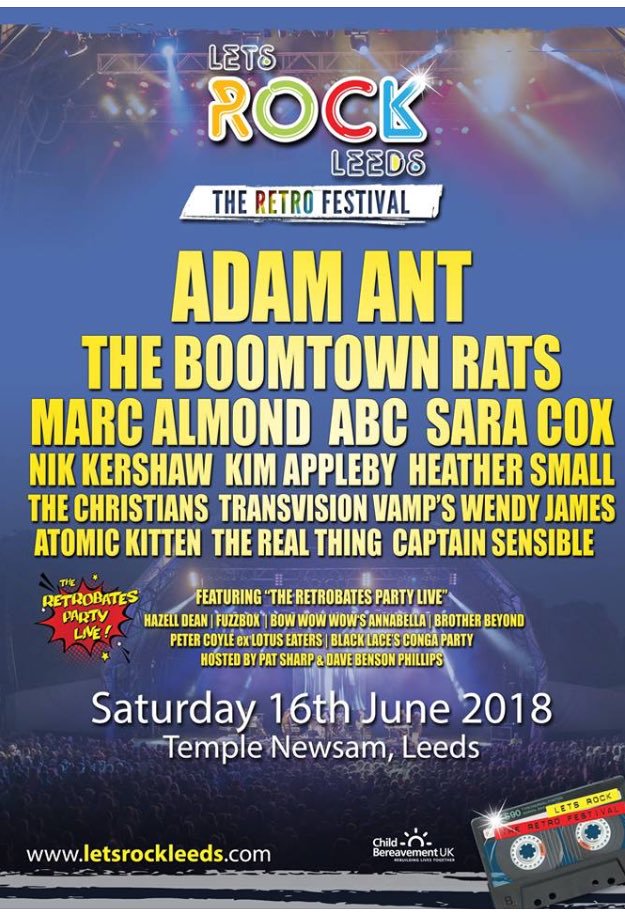 LETS
ROCK
LEEDS
THE RETRO FESTIVAL
ADAM ANT
THE BOOMTOWN RATS
MARC ALMOND ABC SARA COX
NIK KERSHAW KIM APPLEBY HEATHER SMALL
THE CHRISTIANS TRANSVISION VAMP'S WENDY JAMES
ATOMIC KITTEN THE REAL THING CAPTAIN SENSIBLE
THE
RETROBATES
PARTY
LIVE!
FEATURING "THE RETROBATES PARTY LIVE"
HAZELL DEAN | FUZZBOX | BOW WOW WOW'S ANNABELLA | BROTHER BEYOND
PETER COYLE ex LOTUS EATERS | BLACK LACE'S CONGA PARTY
HOSTED BY PAT SHARP & DAVE BENSON PHILLIPS
Saturday 16th June 2018
Temple Newsam, Leeds
90
LETS ROCK
THE RETRO FESTIVAL
B.
www.letsrockleeds.com
Child
Bereavement UK
REBUILDING LIVES TOGETHER